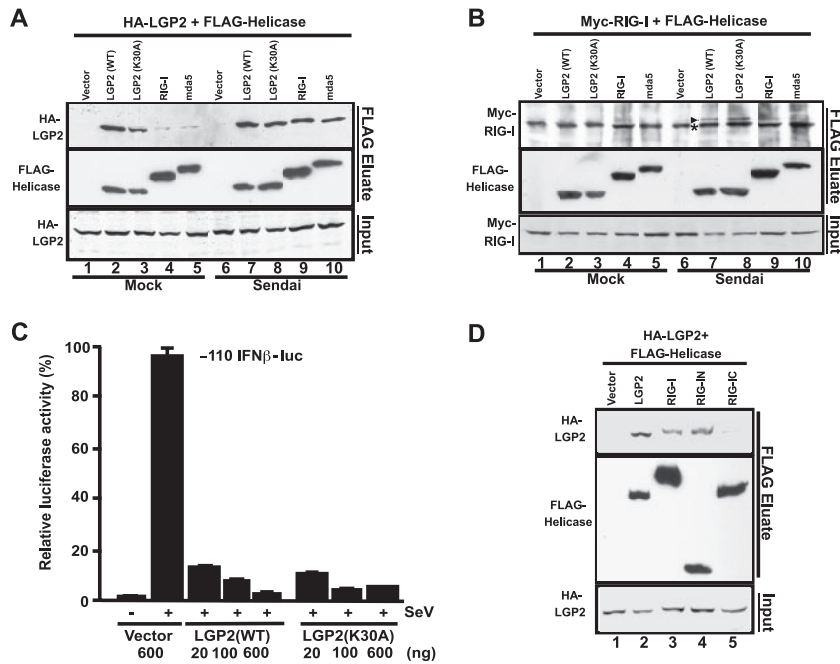 A
HA-LGP2 + FLAG-Helicase
Vector
LGP2 (WT)
LGP2 (K30A)
RIG-I
mda5
Vector
LGP2 (WT)
LGP2 (K30A)
RIG-I
mda5
HA-
LGP2
FLAG-
Helicase
HA-
LGP2
FLAG Eluate
Input
1 2 3 4 5 6 7 8 9 10
Mock Sendai
B
Myc-RIG-I + FLAG-Helicase
Vector
LGP2 (WT)
LGP2 (K30A)
RIG-I
mda5
Vector
LGP2 (WT)
LGP2 (K30A)
RIG-I
mda5
Myc-
RIG-I
*
FLAG-
Helicase
Myc-
RIG-I
FLAG Eluate
Input
1 2 3 4 5 6 7 8 9 10
Mock Sendai
C
Relative luciferase activity (%)
100
80
60
40
20
0
–110 IFNβ-luc
- + + + + + + + SeV
Vector LGP2(WT) LGP2(K30A)
600 20 100 600 20 100 600 (ng)
D
HA-LGP2+
FLAG-Helicase
Vector
LGP2
RIG-I
RIG-IN
RIG-IC
HA-
LGP2
FLAG-
Helicase
HA-
LGP2
FLAG Eluate
Input
1 2 3 4 5